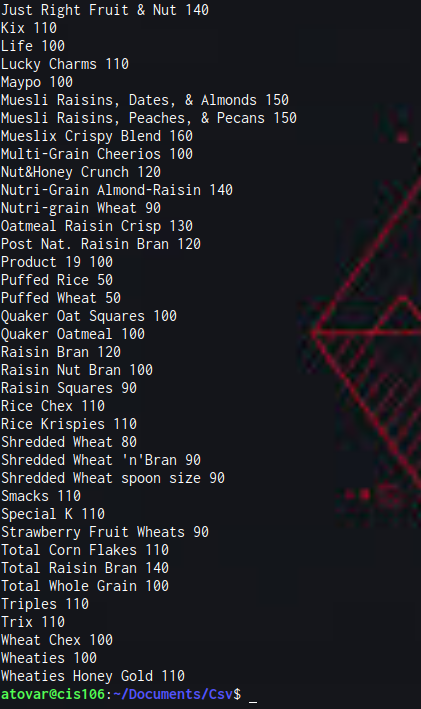 Just Right Fruit & Nut 140
Kix 110
Life 100
Lucky Charms 110
Maypo 100
Muesli Raisins, Dates, & Almonds 150
Muesli Raisins, Peaches, & Pecans 150
Mueslix Crispy Blend 160
Multi-Grain Cheerios 100
Nut&Honey Crunch 120
Nutri-Grain Almond-Raisin 140
Nutri-grain Wheat 90
Oatmeal Raisin Crisp 130
Post Nat. Raisin Bran 120
Product 19 100
Puffed Rice 50
Puffed Wheat 50
Quaker Oat Squares 100
Quaker Oatmeal 100
Raisin Bran 120
Raisin Nut Bran 100
Raisin Squares 90
Rice Chex 110
Rice Krispies 110
Shredded Wheat 80
Shredded Wheat 'n'Bran 90
Shredded Wheat spoon size 90
Smacks 110
Special K 110
Strawberry Fruit Wheats 90
Total Corn Flakes 110
Total Raisin Bran 140
Total Whole Grain 100
Triples 110
Trix 110
Wheat Chex 100
Wheaties 100
Wheaties Honey Gold 110
atovar@cis106:~/Documents/Csv$ _